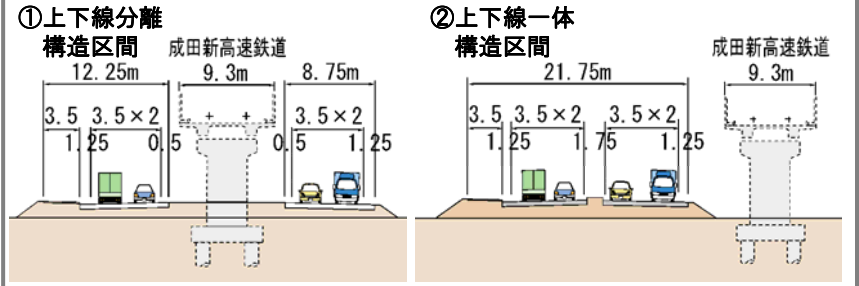 ①上下線分離
構造区間
成田新高速鉄道
12.25m
9.3m
8.75m
3.5
3.5×2
3.5×2
1.25
0.5
0.5
1.25
②上下線一体
構造区間
成田新高速鉄道
21.75m
9.3m
3.5
3.5×2
3.5×2
1.25
1.75
1.25